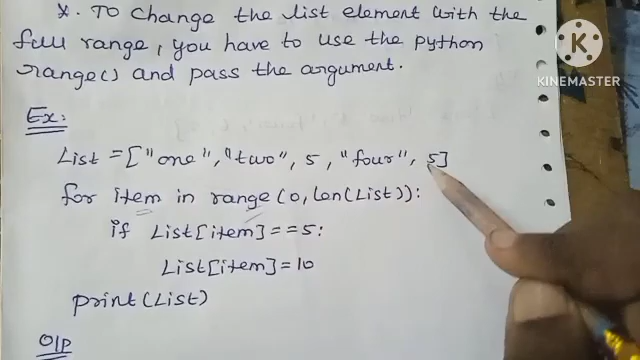 x. To Change the list element with the
full range, you have to use the python
range() and pass the argument.
KINEMASTER
Ex:
List = ["one", "two", 5, "four", 5]
for item in range (0, len(List)):
if List[item]==5:
List[item]=10
print(List)
O/P